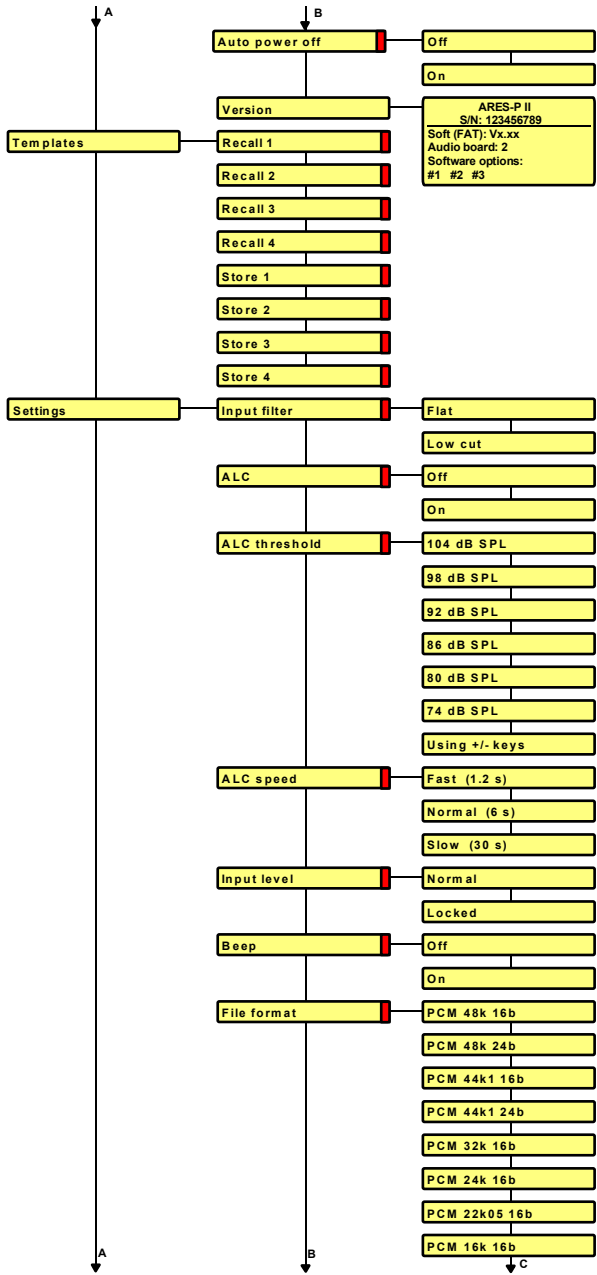 A
B
Auto power off
Off
On
Version
ARES-P II
S/N: 123456789
Soft (FAT): Vx.xx
Audio board: 2
Software options:
#1 #2 #3
Templates
Recall 1
Recall 2
Recall 3
Recall 4
Store 1
Store 2
Store 3
Store 4
Settings
Input filter
Flat
Low cut
ALC
Off
On
ALC threshold
104 dB SPL
98 dB SPL
92 dB SPL
86 dB SPL
80 dB SPL
74 dB SPL
Using +/- keys
ALC speed
Fast (1.2 s)
Normal (6 s)
Slow (30 s)
Input level
Normal
Locked
Beep
Off
On
File format
PCM 48k 16b
PCM 48k 24b
PCM 44k1 16b
PCM 44k1 24b
PCM 32k 16b
PCM 24k 16b
PCM 22k05 16b
PCM 16k 16b
A
B
C